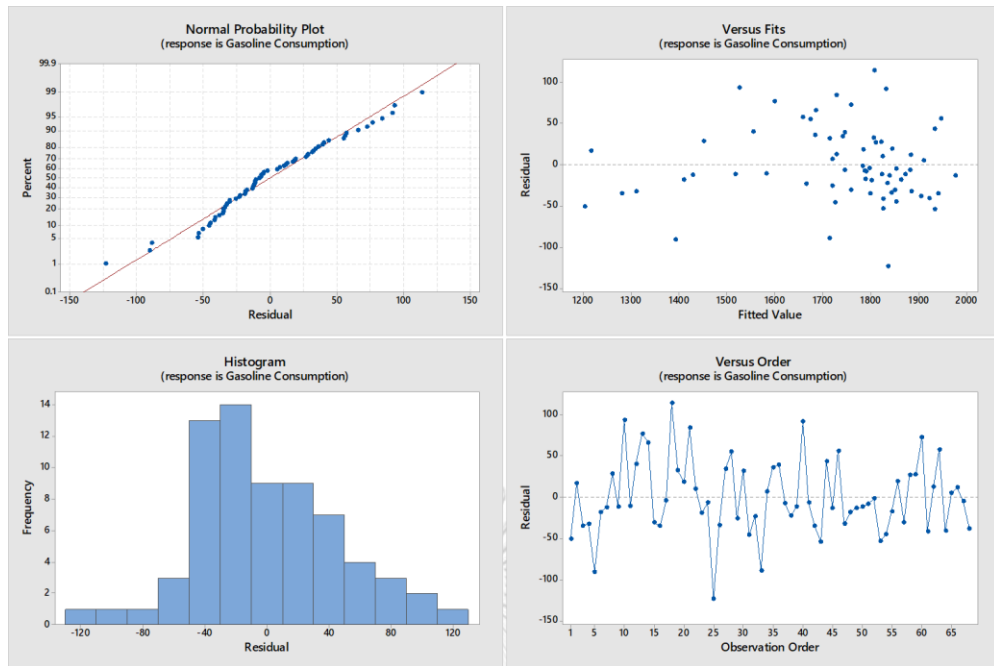 Normal Probability Plot
(response is Gasoline Consumption)
99.9
99
95
90
80
70
60
50
40
30
20
10
5
1
0.1
Percent
-150 -100 -50 0 50 100 150
Residual
Versus Fits
(response is Gasoline Consumption)
100
50
0
-50
-100
-150
Residual
1200 1300 1400 1500 1600 1700 1800 1900 2000
Fitted Value
Histogram
(response is Gasoline Consumption)
14
12
10
8
6
4
2
0
Frequency
-120 -80 -40 0 40 80 120
Residual
Versus Order
(response is Gasoline Consumption)
100
50
0
-50
-100
-150
Residual
1 5 10 15 20 25 30 35 40 45 50 55 60 65
Observation Order